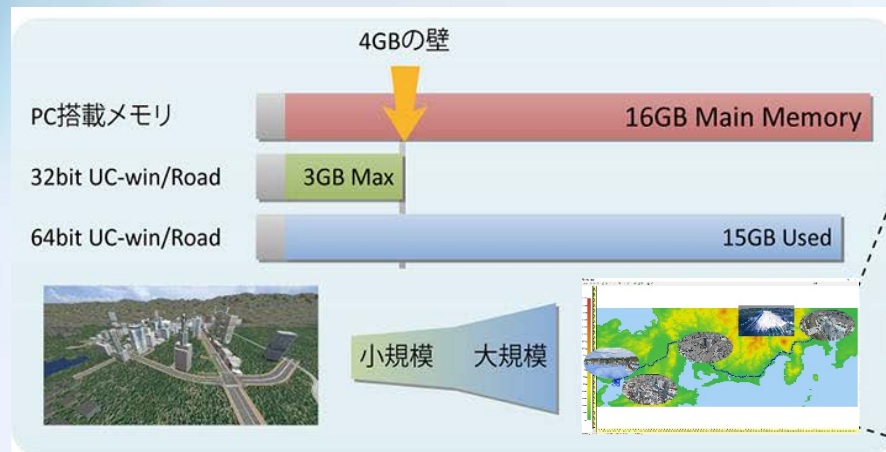 4GBの壁
PC搭載メモリ
16GB Main Memory
32bit UC-win/Road
3GB Max
64bit UC-win/Road
15GB Used
小規模
大規模